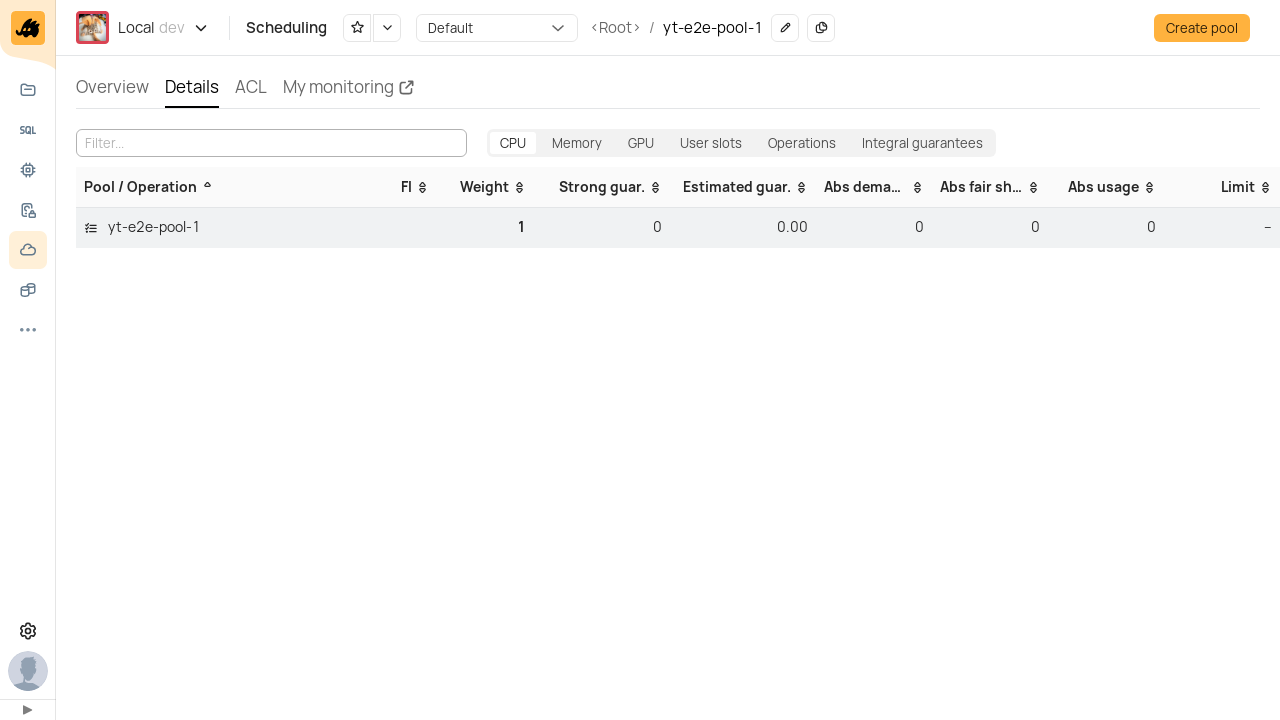 Local dev
Scheduling
Default
<Root> / yt-e2e-pool-1
Create pool
SQL
Overview Details ACL My monitoring
Filter...
CPU Memory GPU User slots Operations Integral guarantees
Pool / Operation FI Weight Strong guar. Estimated guar. Abs dema... Abs fair sh... Abs usage Limit
yt-e2e-pool-1 1 0 0.00 0 0 0 –